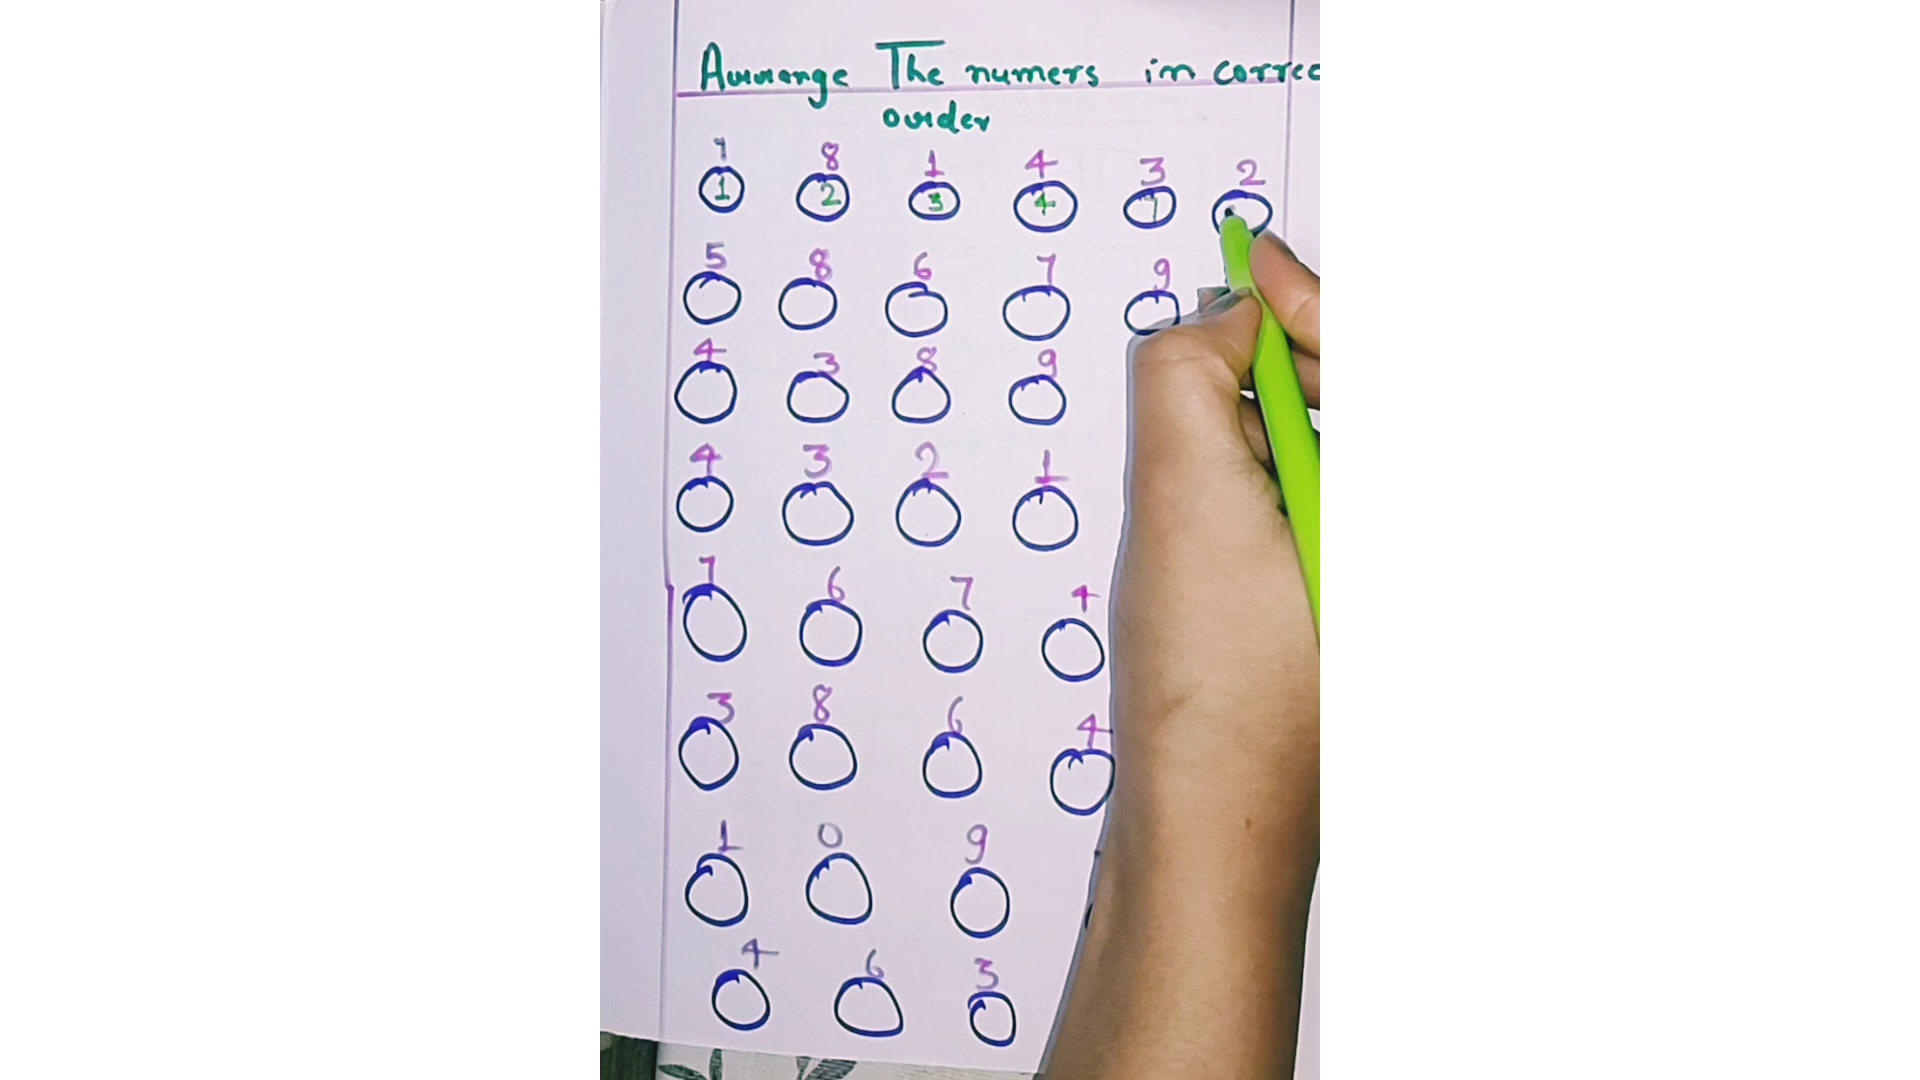 Arrange The numers in correc
order
7 8 1 4 3 2
1 2 3 4 7
5 8 6 7 9
4 3 8 9
4 3 2 1
7 6 7 4
3 8 6 4
1 0 9
4 6 3